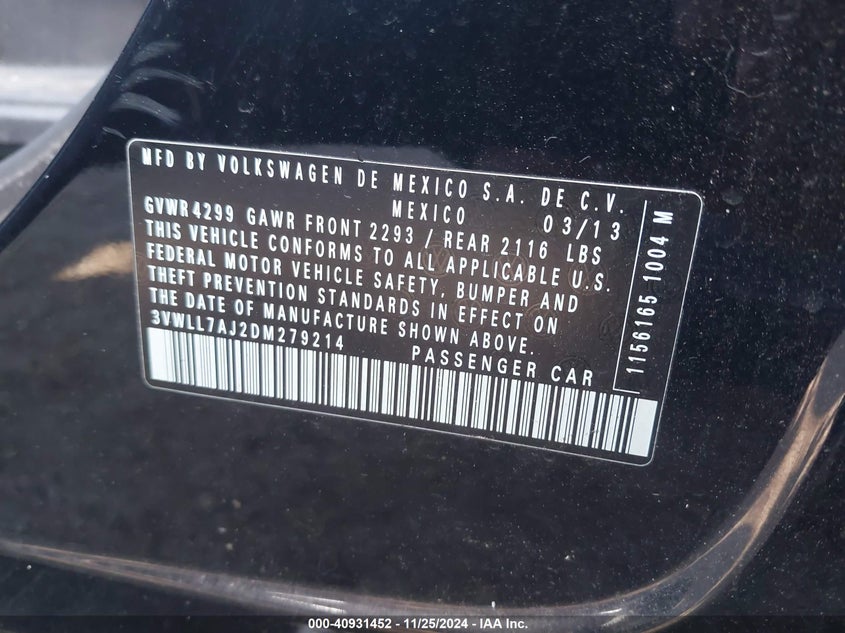 MFD BY VOLKSWAGEN DE MEXICO S.A. DE C.V.
MEXICO 03/13
GVWR4299 GAWR FRONT 2293 / REAR 2116 LBS
THIS VEHICLE CONFORMS TO ALL APPLICABLE U.S.
FEDERAL MOTOR VEHICLE SAFETY, BUMPER AND
THEFT PREVENTION STANDARDS IN EFFECT ON
THE DATE OF MANUFACTURE SHOWN ABOVE.
3VWLL7AJ2DM279214 PASSENGER CAR
1156165 1004 M
000-40931452 - 11/25/2024 - IAA Inc.